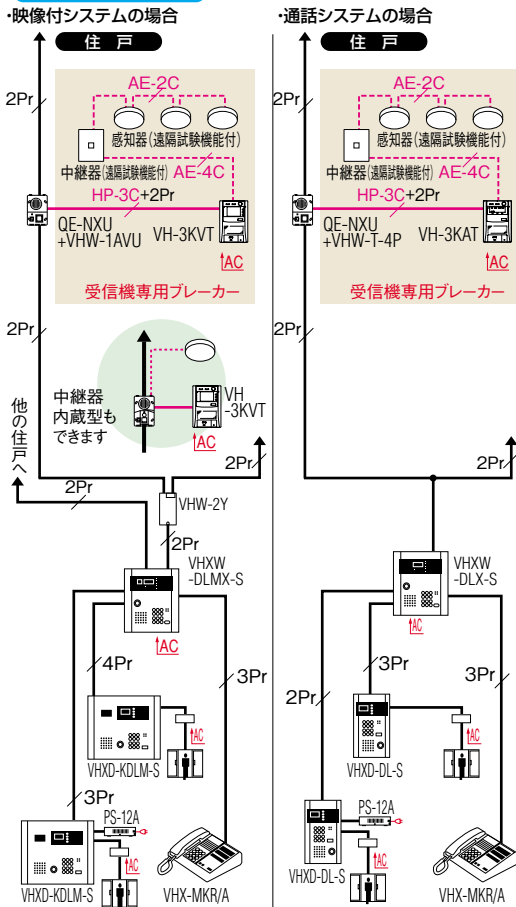 ・映像付システムの場合
住戸
2Pr
AE-2C
感知器(遠隔試験機能付)
中継器(遠隔試験機能付)
AE-4C
HP-3C+2Pr
QE-NXU
+VHW-1AVU
VH-3KVT
AC
受信機専用ブレーカー
2Pr
中継器
内蔵型も
できます
VH
-3KVT
AC
他の住戸へ
2Pr
2Pr
VHW-2Y
2Pr
VHXW
-DLMX-S
AC
4Pr
3Pr
AC
VHXD-KDLM-S
3Pr
PS-12A
AC
VHXD-KDLM-S
VHX-MKR/A
・通話システムの場合
住戸
2Pr
AE-2C
感知器(遠隔試験機能付)
中継器(遠隔試験機能付)
AE-4C
HP-3C+2Pr
QE-NXU
+VHW-T-4P
VH-3KAT
AC
受信機専用ブレーカー
2Pr
2Pr
VHXW
-DLX-S
AC
3Pr
2Pr
3Pr
AC
VHXD-DL-S
PS-12A
AC
VHXD-DL-S
VHX-MKR/A